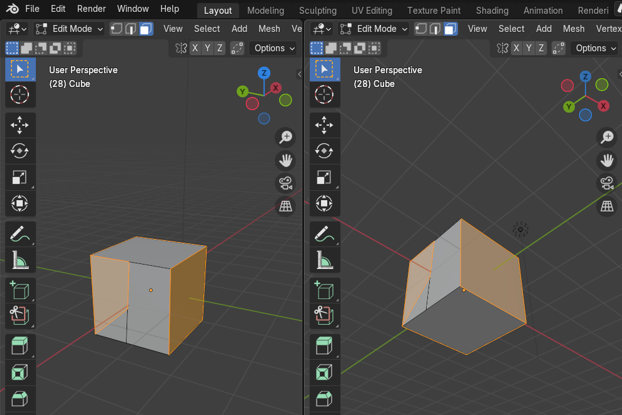 File Edit Render Window Help Layout Modeling Sculpting UV Editing Texture Paint Shading Animation Renderi
Edit Mode View Select Add Mesh Ve
Edit Mode View Select Add Mesh Vertex
X Y Z Options
X Y Z Options
User Perspective
(28) Cube
Z
X
Y
User Perspective
(28) Cube
Z
Y
X